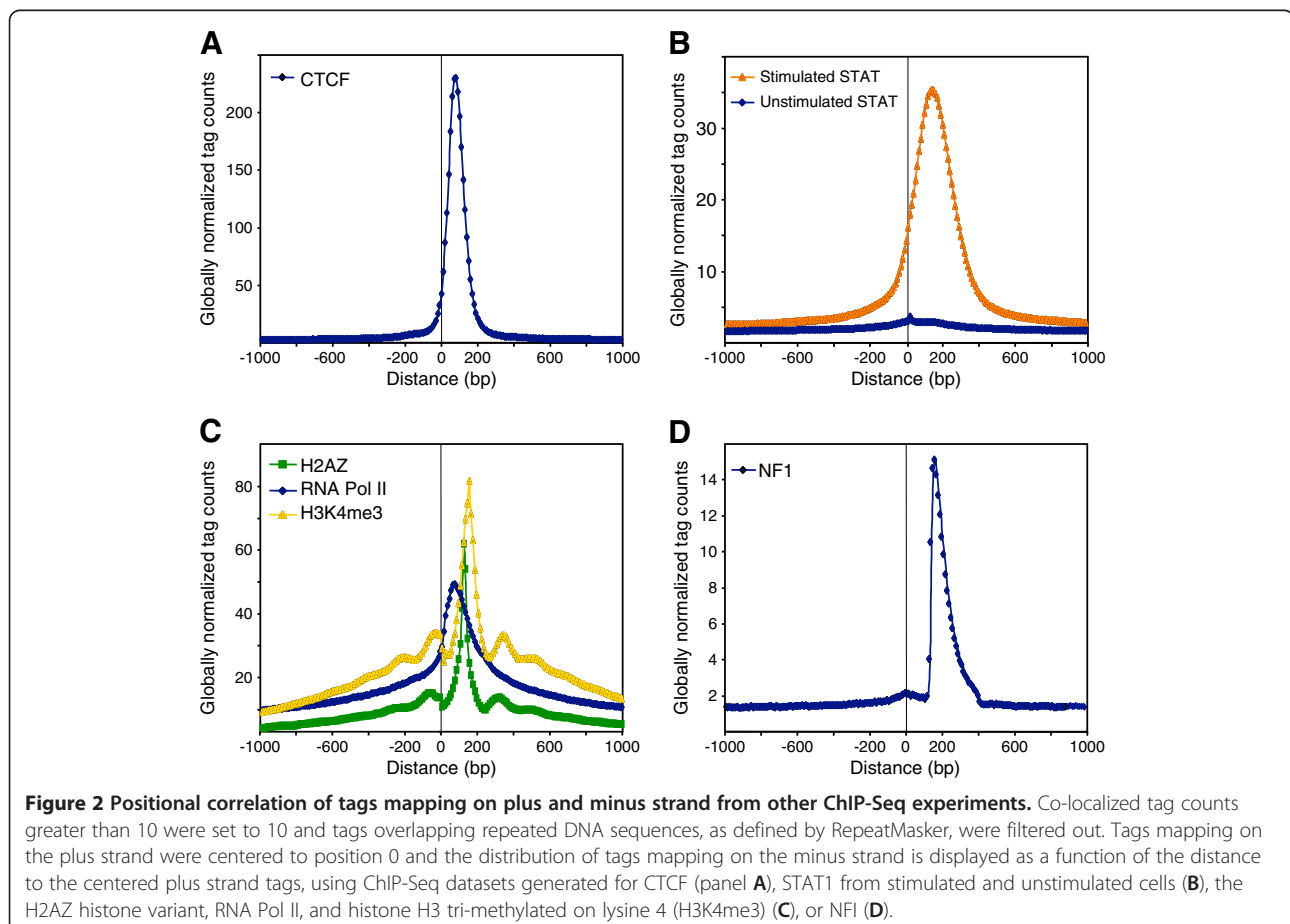 A
CTCF
Globally normalized tag counts
200
150
100
50
-1000
-600
-200
0
200
600
1000
Distance (bp)
B
Stimulated STAT
Unstimulated STAT
Globally normalized tag counts
30
20
10
-1000
-600
-200
0
200
600
1000
Distance (bp)
C
H2AZ
RNA Pol II
H3K4me3
Globally normalized tag counts
80
60
40
20
-1000
-600
-200
0
200
600
1000
Distance (bp)
D
NF1
Globally normalized tag counts
14
12
10
8
6
4
2
-1000
-600
-200
0
200
600
1000
Distance (bp)
Figure 2 Positional correlation of tags mapping on plus and minus strand from other ChIP-Seq experiments. Co-localized tag counts
greater than 10 were set to 10 and tags overlapping repeated DNA sequences, as defined by RepeatMasker, were filtered out. Tags mapping on
the plus strand were centered to position 0 and the distribution of tags mapping on the minus strand is displayed as a function of the distance
to the centered plus strand tags, using ChIP-Seq datasets generated for CTCF (panel A), STAT1 from stimulated and unstimulated cells (B), the
H2AZ histone variant, RNA Pol II, and histone H3 tri-methylated on lysine 4 (H3K4me3) (C), or NFI (D).